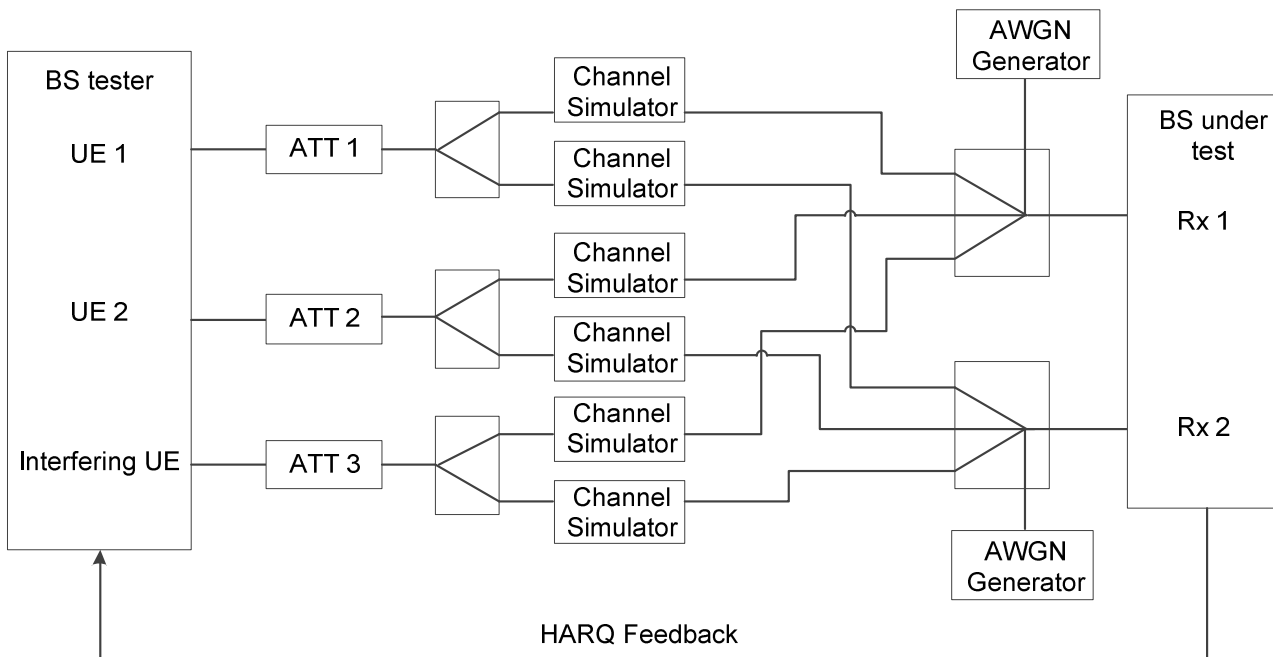 BS tester
UE 1
UE 2
Interfering UE
ATT 1
ATT 2
ATT 3
Channel
Simulator
Channel
Simulator
Channel
Simulator
Channel
Simulator
Channel
Simulator
Channel
Simulator
AWGN
Generator
AWGN
Generator
BS under
test
Rx 1
Rx 2
HARQ Feedback